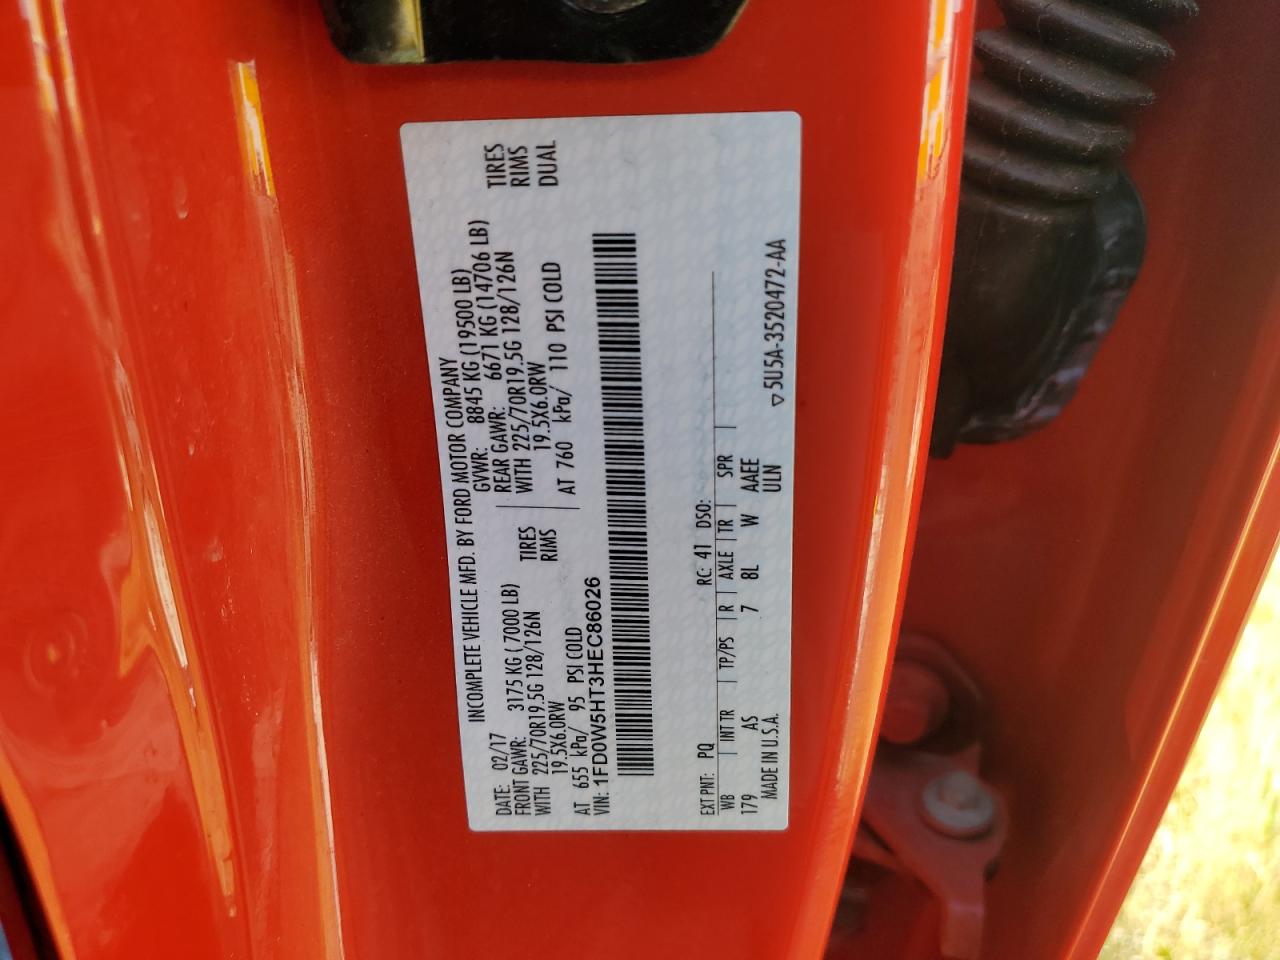 INCOMPLETE VEHICLE MFD. BY FORD MOTOR COMPANY
DATE: 02/17 GVWR: 8845 KG (19500 LB)
FRONT GAWR: 3175 KG ( 7000 LB) REAR GAWR: 6671 KG (14706 LB)
WITH 225/70R19.5G 128/126N TIRES WITH 225/70R19.5G 128/126N TIRES
19.5X6.0RW RIMS 19.5X6.0RW RIMS
AT 655 kPa/ 95 PSI COLD AT 760 kPa/ 110 PSI COLD DUAL
VIN: 1FD0W5HT3HEC86026
EXT PNT: PQ RC: 41 DSO:
WB | INT TR | TP/PS | R | AXLE | TR | SPR |
179 AS 7 8L W AAEE
MADE IN U.S.A. ULN ▽5U5A-3520472-AA